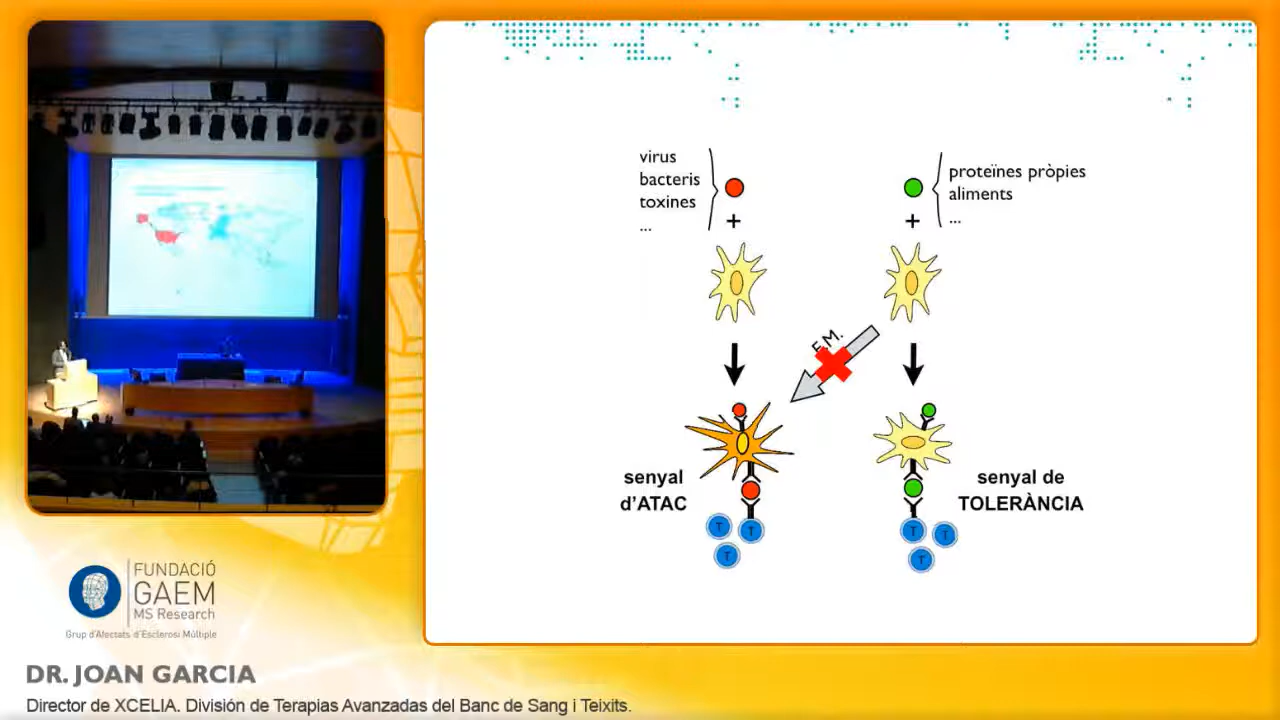 virus
bacteris
toxines
...
+
proteïnes pròpies
aliments
...
+
E.M.
senyal
d'ATAC
T
T
T
senyal de
TOLERÀNCIA
T
T
T
FUNDACIÓ
GAEM
MS Research
Grup d'Afectats d'Esclerosi Múltiple
DR. JOAN GARCIA
Director de XCELIA. División de Terapias Avanzadas del Banc de Sang i Teixits.